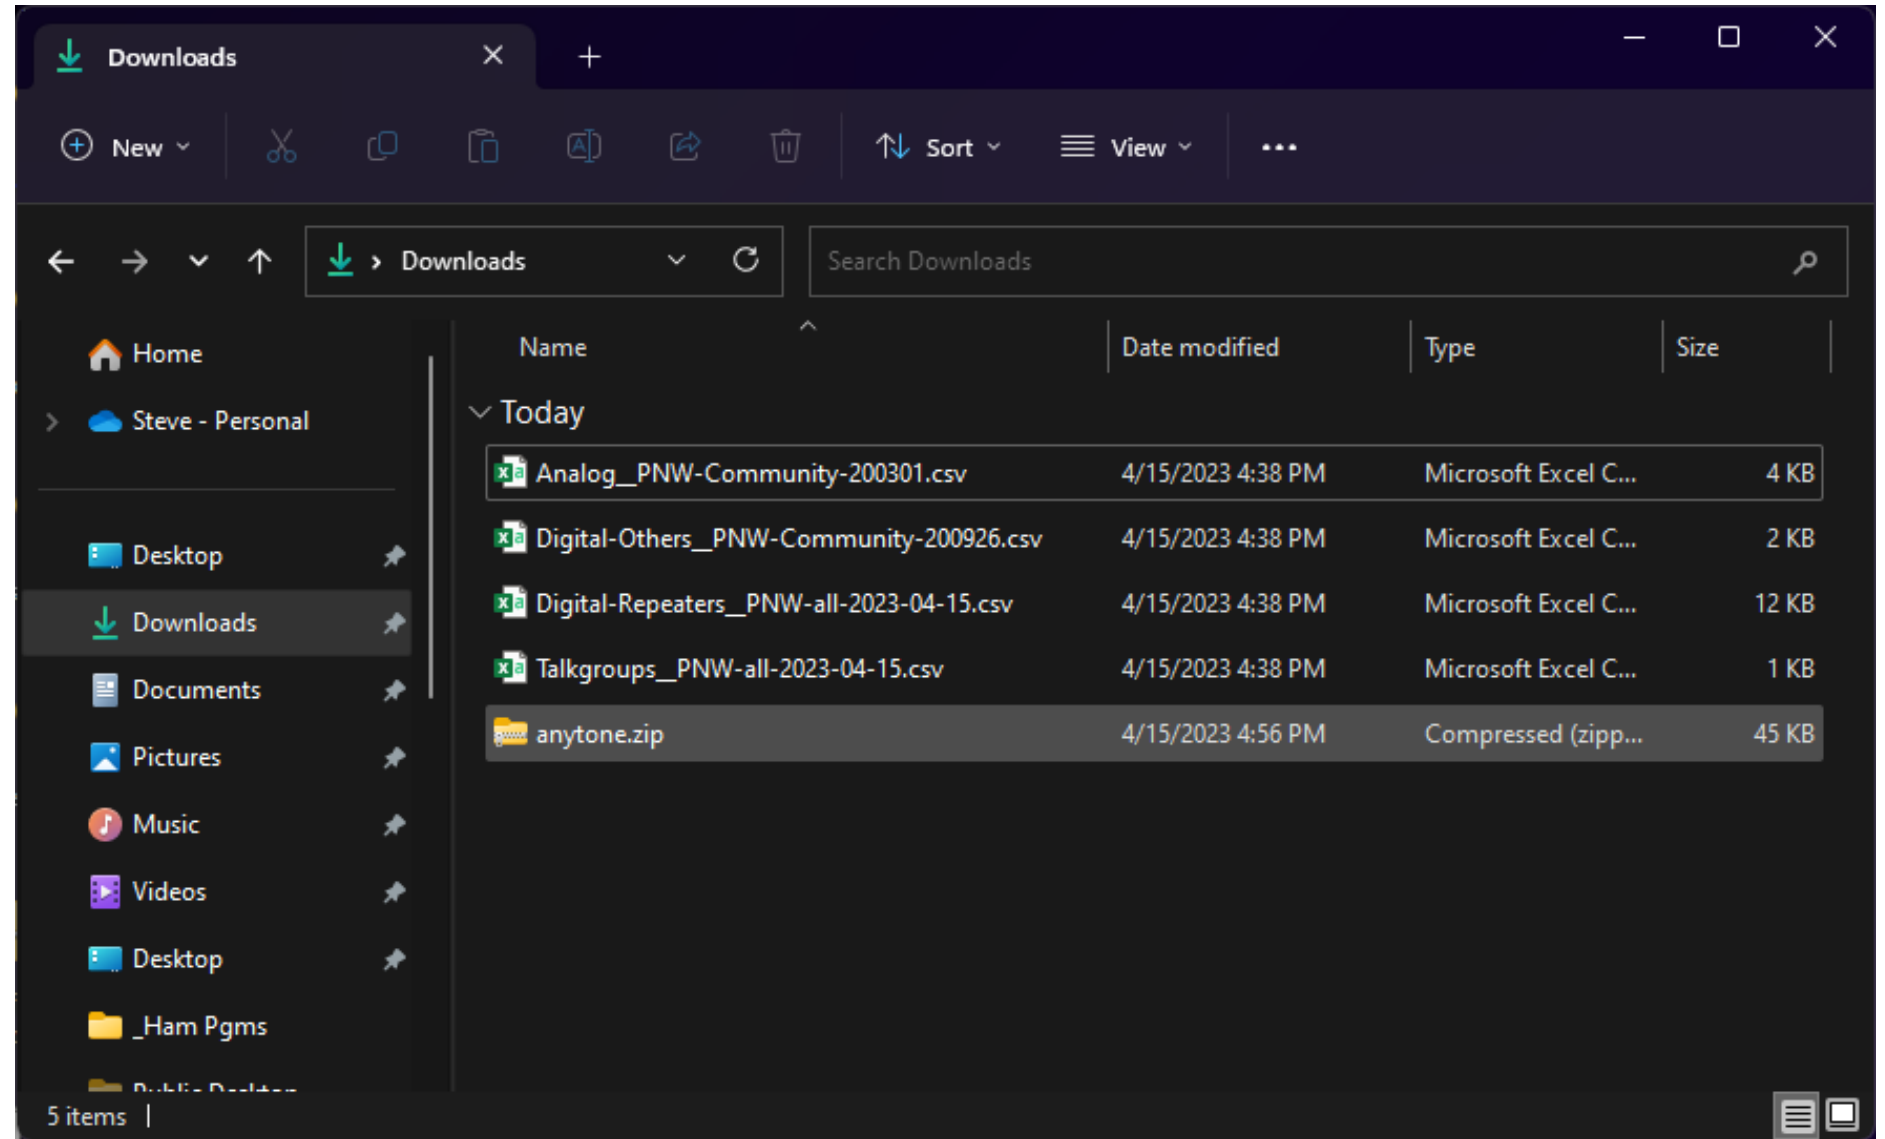 Downloads
New
Sort
View
Downloads
Search Downloads
Home
Steve - Personal
Desktop
Downloads
Documents
Pictures
Music
Videos
Desktop
_Ham Pgms
Public Desktop
Name Date modified Type Size
Today
Analog__PNW-Community-200301.csv 4/15/2023 4:38 PM Microsoft Excel C... 4 KB
Digital-Others__PNW-Community-200926.csv 4/15/2023 4:38 PM Microsoft Excel C... 2 KB
Digital-Repeaters__PNW-all-2023-04-15.csv 4/15/2023 4:38 PM Microsoft Excel C... 12 KB
Talkgroups__PNW-all-2023-04-15.csv 4/15/2023 4:38 PM Microsoft Excel C... 1 KB
anytone.zip 4/15/2023 4:56 PM Compressed (zipp... 45 KB
5 items